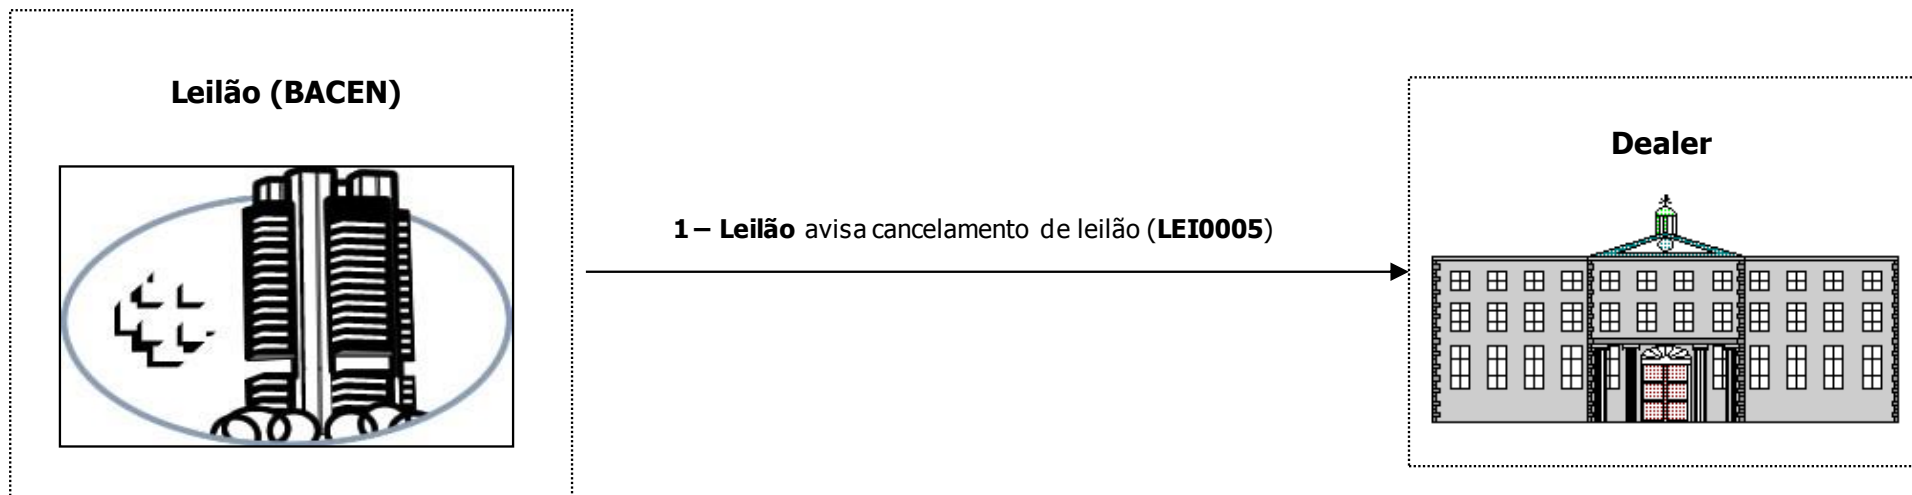 Leilão (BACEN)
Dealer
1 – Leilão avisa cancelamento de leilão (LEI0005)